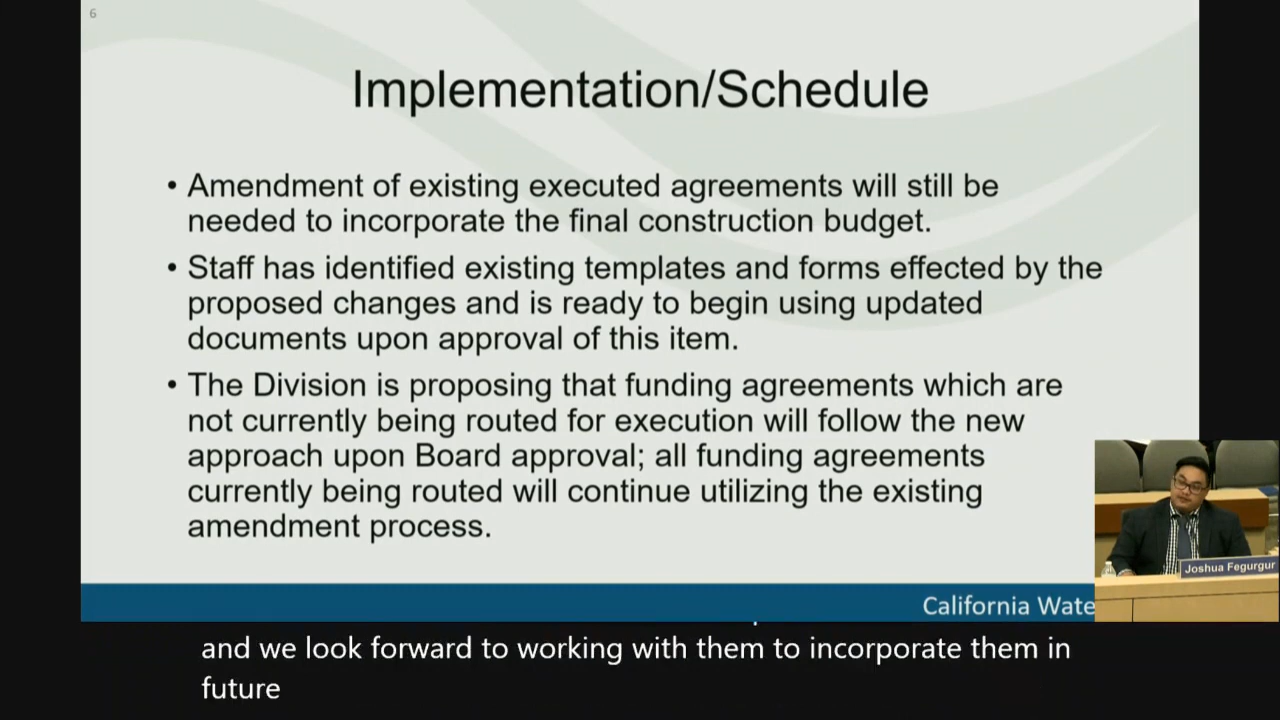 6
Implementation/Schedule
• Amendment of existing executed agreements will still be
needed to incorporate the final construction budget.
• Staff has identified existing templates and forms effected by the
proposed changes and is ready to begin using updated
documents upon approval of this item.
• The Division is proposing that funding agreements which are
not currently being routed for execution will follow the new
approach upon Board approval; all funding agreements
currently being routed will continue utilizing the existing
amendment process.
Joshua Fegurgur
California Wate
and we look forward to working with them to incorporate them in
future